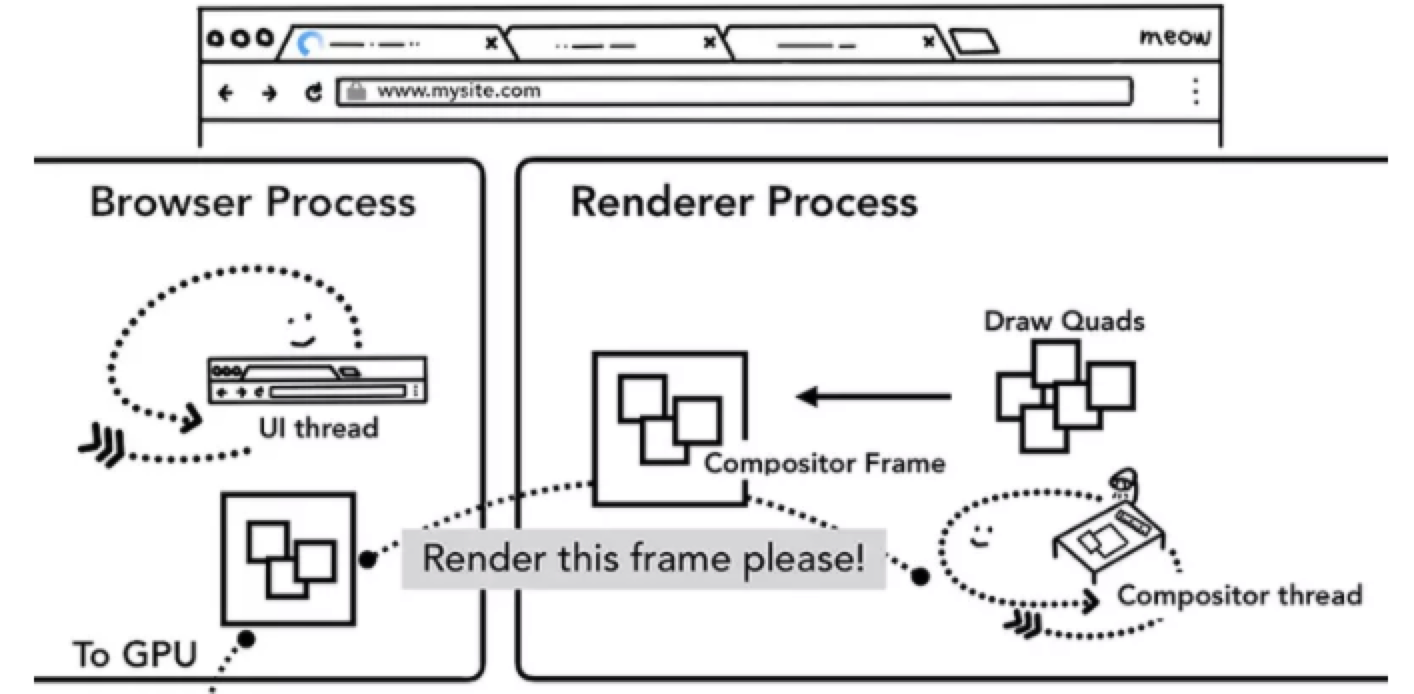 meow
www.mysite.com
Browser Process
Renderer Process
Draw Quads
UI thread
Compositor Frame
Render this frame please!
Compositor thread
To GPU